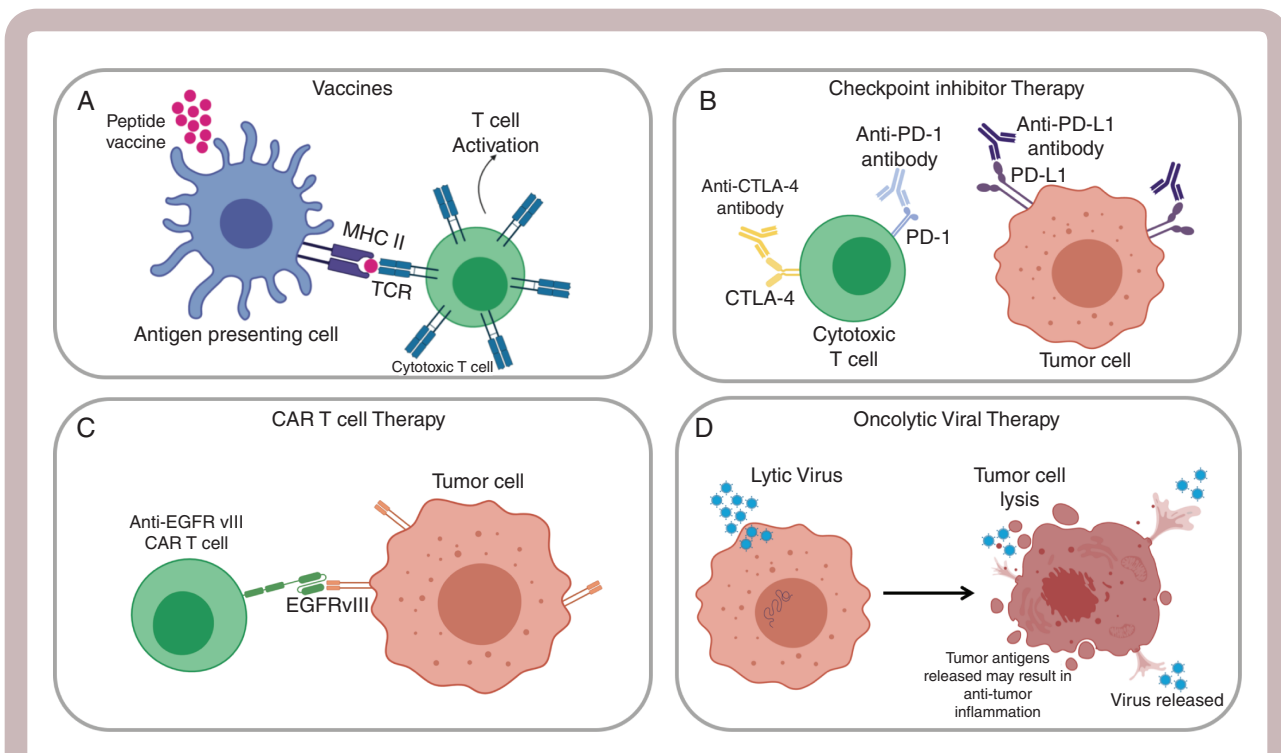 A
Vaccines
Peptide
vaccine
T cell
Activation
MHC II
TCR
Antigen presenting cell
Cytotoxic T cell
B
Checkpoint inhibitor Therapy
Anti-PD-L1
antibody
Anti-PD-1
antibody
PD-L1
Anti-CTLA-4
antibody
PD-1
CTLA-4
Cytotoxic
T cell
Tumor cell
C
CAR T cell Therapy
Tumor cell
Anti-EGFR vIII
CAR T cell
EGFRvIII
D
Oncolytic Viral Therapy
Lytic Virus
Tumor cell
lysis
Tumor antigens
released may result in
anti-tumor
inflammation
Virus released